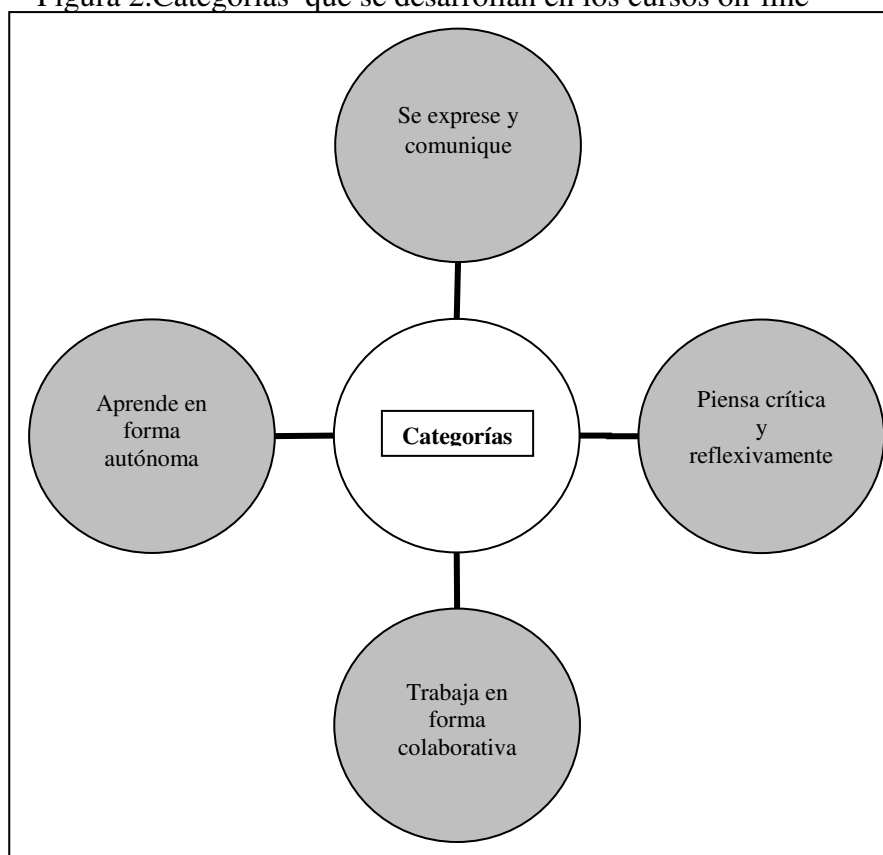 Figura 2.Categorías que se desarrollan en los cursos on-line
Se exprese y
comunique
Aprende en
forma
autónoma
Categorías
Piensa crítica
y
reflexivamente
Trabaja en
forma
colaborativa